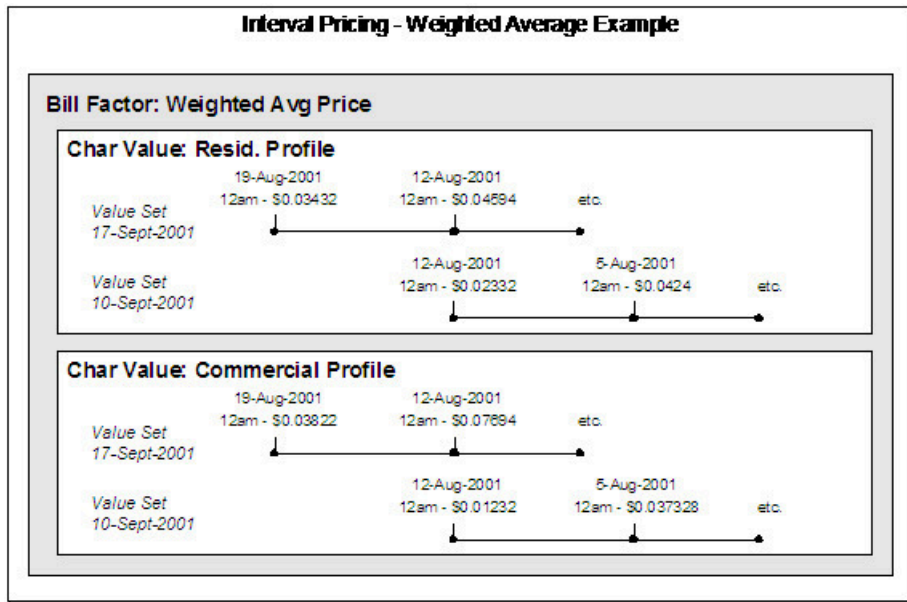 Interval Pricing - Weighted Average Example
Bill Factor: Weighted Avg Price
Char Value: Resid. Profile
19-Aug-2001 12-Aug-2001
12am - $0.03432 12am - $0.04594 etc.
Value Set
17-Sept-2001
12-Aug-2001 5-Aug-2001
12am - $0.02332 12am - $0.0424 etc.
Value Set
10-Sept-2001
Char Value: Commercial Profile
19-Aug-2001 12-Aug-2001
12am - $0.03822 12am - $0.07694 etc.
Value Set
17-Sept-2001
12-Aug-2001 5-Aug-2001
12am - $0.01232 12am - $0.037328 etc.
Value Set
10-Sept-2001